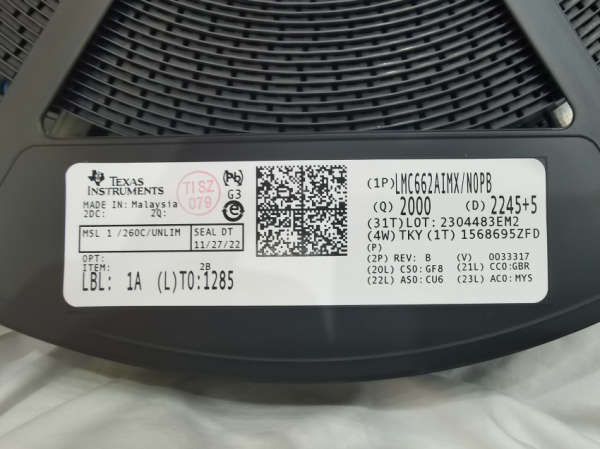 TEXAS
INSTRUMENTS
MADE IN: Malaysia
2DC: 2Q:
TI SZ
079
Pb
G3
e
MSL 1 /260C/UNLIM
SEAL DT
11/27/22
OPT:
ITEM:
2B
LBL: 1A (L)TO:1285
(1P)LMC662AIMX/NOPB
(Q) 2000 (D) 2245+5
(31T)LOT: 2304483EM2
(4W) TKY (1T) 1568695ZFD
(P)
(2P) REV: B (V) 0033317
(20L) CSO:GF8 (21L) CCO:GBR
(22L) ASO:CU6 (23L) ACO:MYS